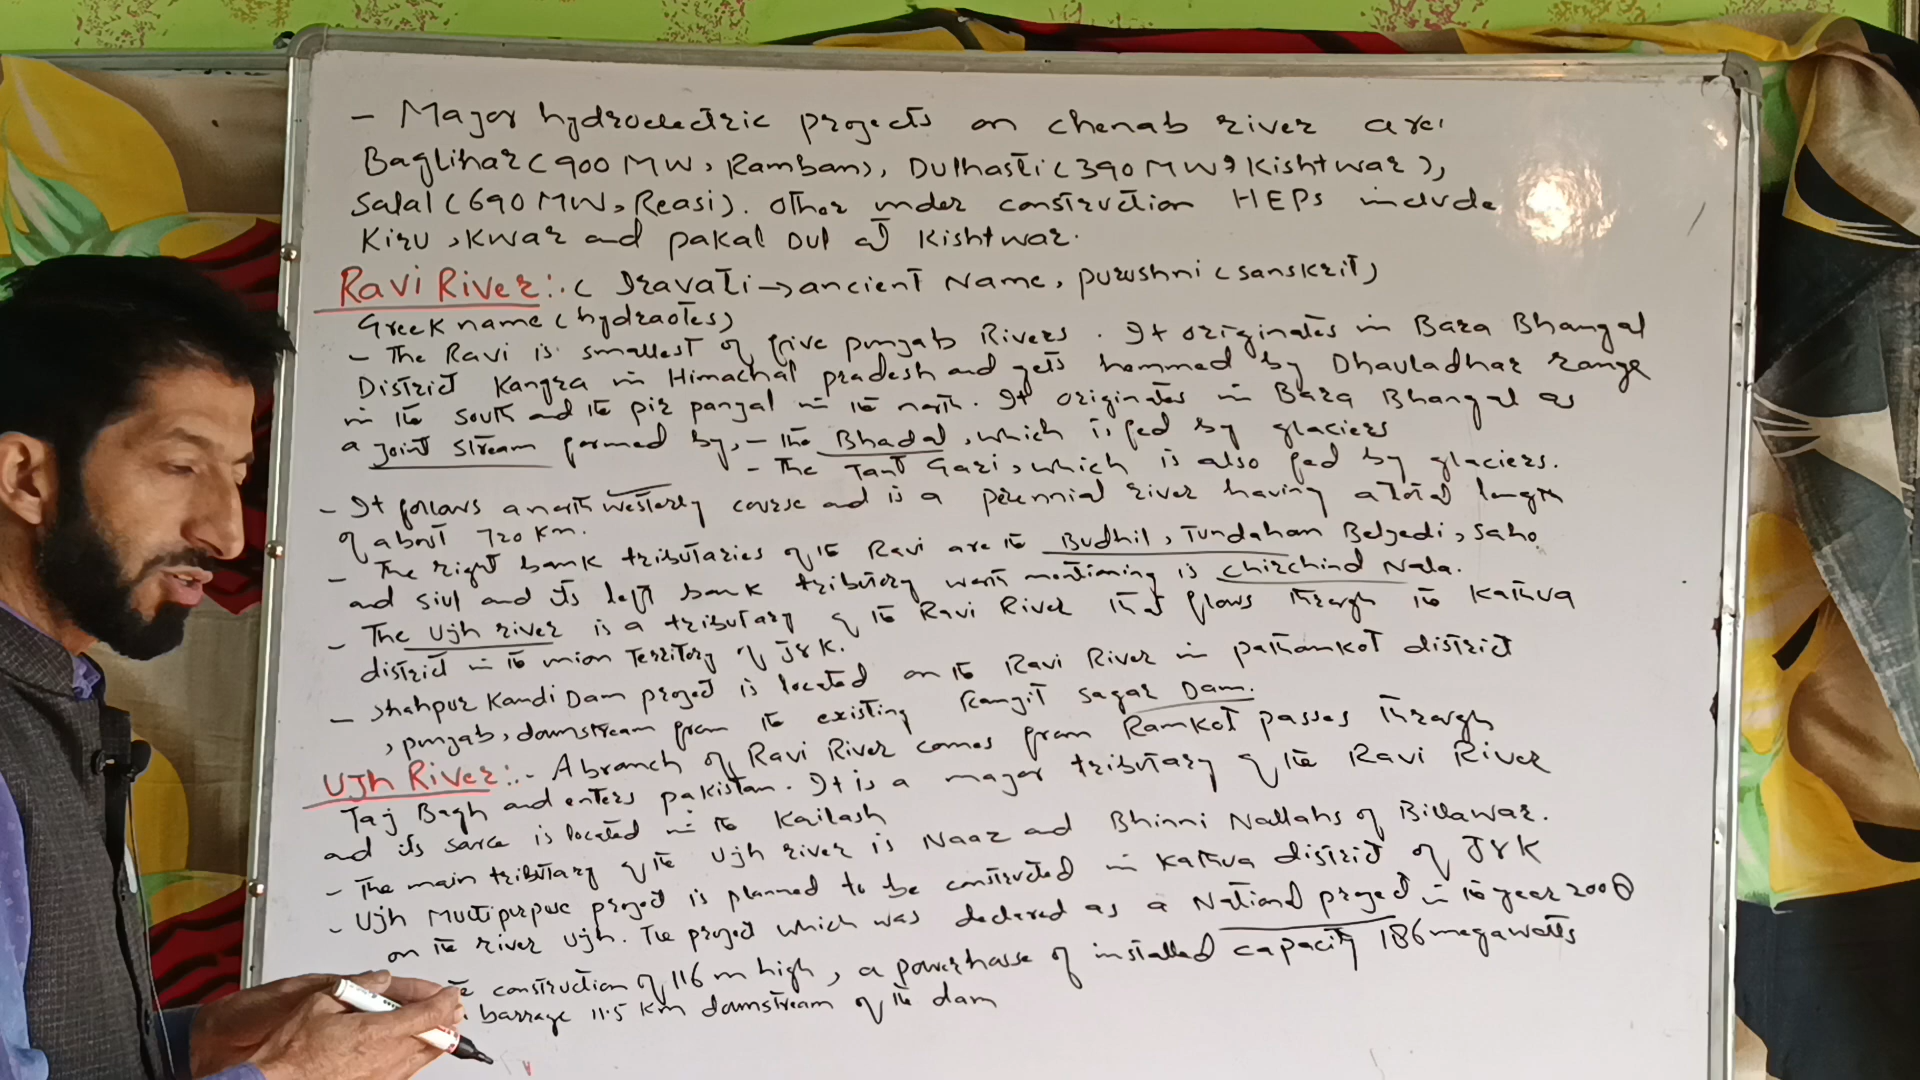 - Major hydroelectric projects on chenab river are:
Baglihar (900 MW, Ramban), Dulhasti (390 MW, Kishtwar),
Salal (690 MW, Reasi). Other under construction HEPs include
Kiru, Kwar and pakal Dul at Kishtwar.
Ravi River:- ( Iravati → ancient Name, purushni (sanskrit)
Greek name (hydraotes)
- The Ravi is smallest of five punjab Rivers. It originates in Bara Bhangal
District Kangra in Himachal pradesh and gets hemmed by Dhauladhar range
in the south and the pir panjal in the north. It originates in Bara Bhangal as
a joint stream formed by, - the Bhadal, which is fed by glaciers
- The Tant Gari, which is also fed by glaciers.
- It follows a north westerly course and is a perennial river having a total length
of about 720 km.
- The right bank tributaries of the Ravi are the Budhil, Tundahan Beljedi, Saho
and Siul and its left bank tributary worth mentioning is chirchind Nala.
- The Ujh river is a tributary of the Ravi River that flows through the Kathua
district in the union Territory of J&K.
- Shahpur Kandi Dam project is located on the Ravi River in pathankot district
, punjab, downstream from the existing Ranjit sagar Dam.
Ujh River:- A branch of Ravi River comes from Ramkot passes through
Taj Bagh and enters pakistan. It is a major tributary of the Ravi River
and its sorce is located in the Kailash
- The main tributary of the Ujh river is Naaz and Bhinni Nallahs of Billawar.
- Ujh Multipurpose project is planned to be constructed in Kathua district of J&K
on the river Ujh. The project which was declared as a National project in the year 2008
construction of 116 m high, a powerhouse of installed capacity 186 megawatts
barrage 11.5 km downstream of the dam